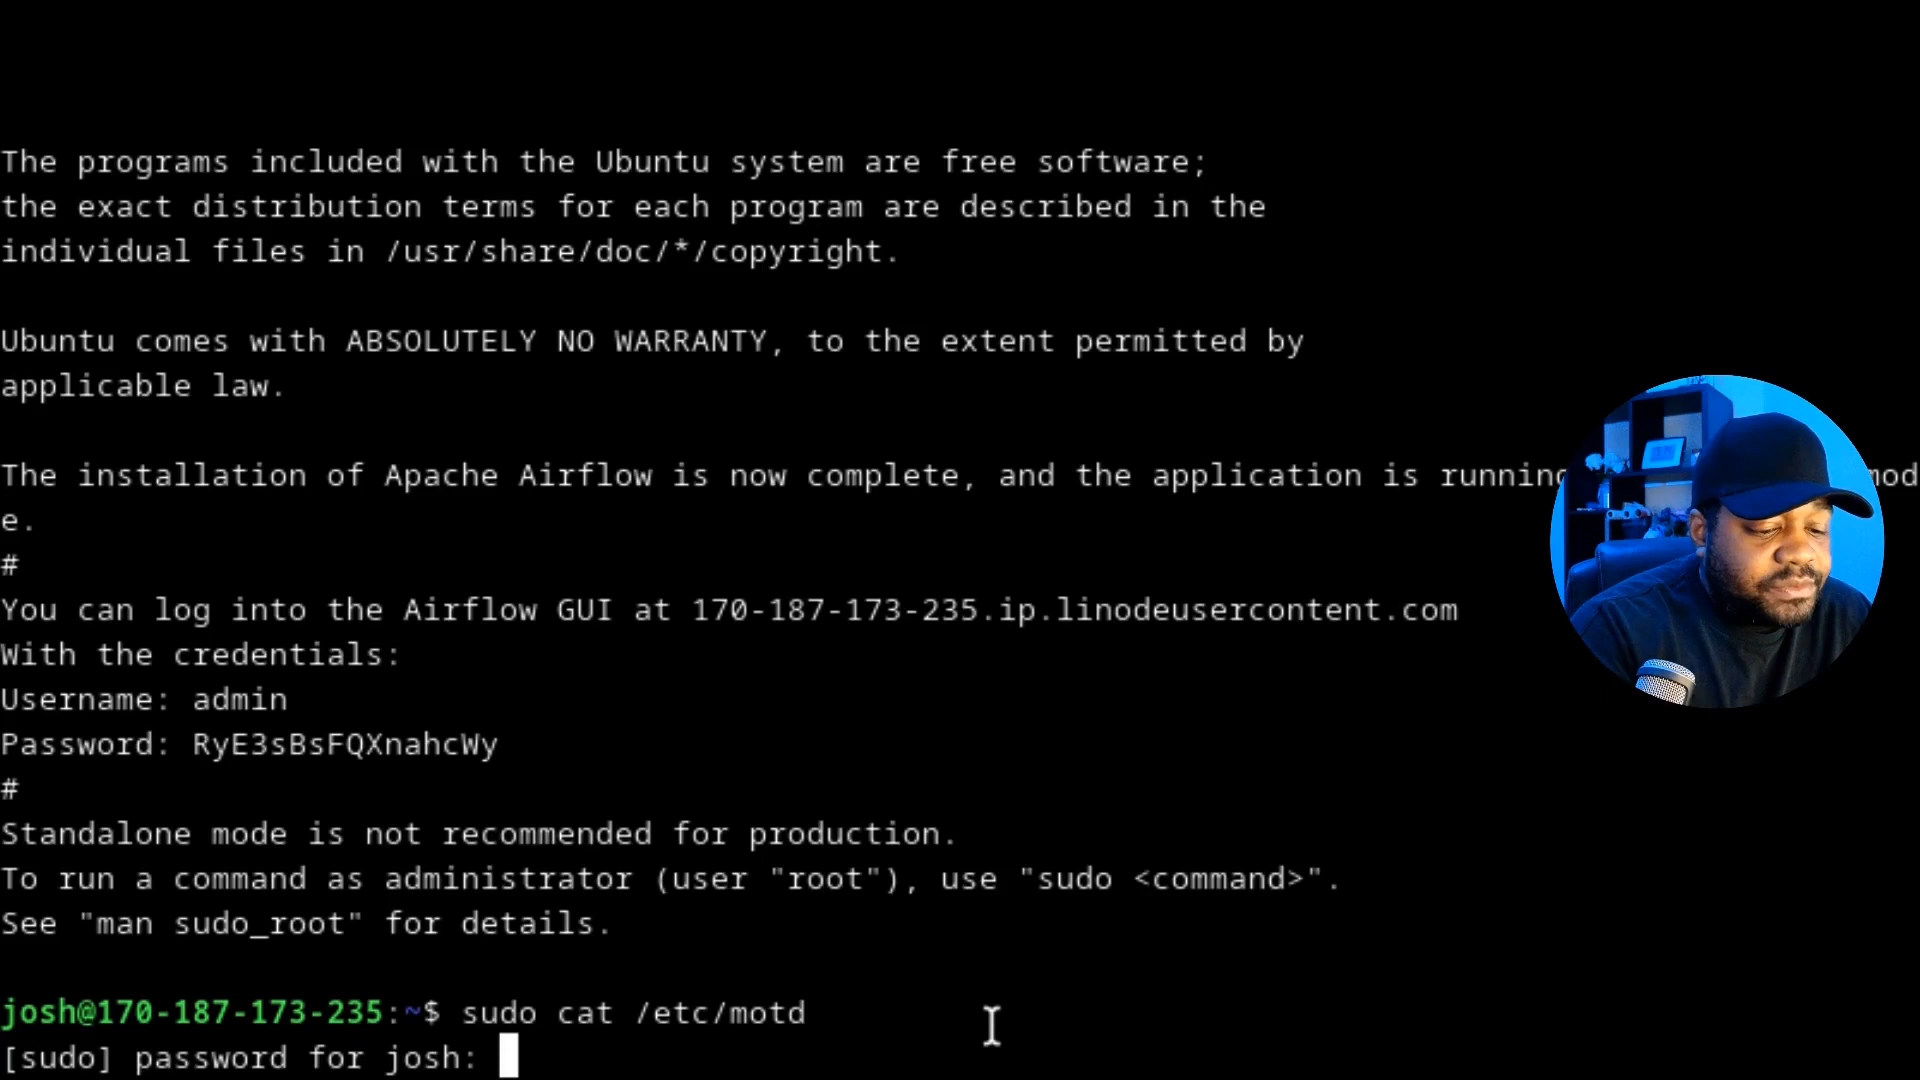 The programs included with the Ubuntu system are free software;
the exact distribution terms for each program are described in the
individual files in /usr/share/doc/*/copyright.
Ubuntu comes with ABSOLUTELY NO WARRANTY, to the extent permitted by
applicable law.
The installation of Apache Airflow is now complete, and the application is running mod
e.
#
You can log into the Airflow GUI at 170-187-173-235.ip.linodeusercontent.com
With the credentials:
Username: admin
Password: RyE3sBsFQXnahcWy
#
Standalone mode is not recommended for production.
To run a command as administrator (user "root"), use "sudo <command>".
See "man sudo_root" for details.
josh@170-187-173-235:~$ sudo cat /etc/motd
[sudo] password for josh: